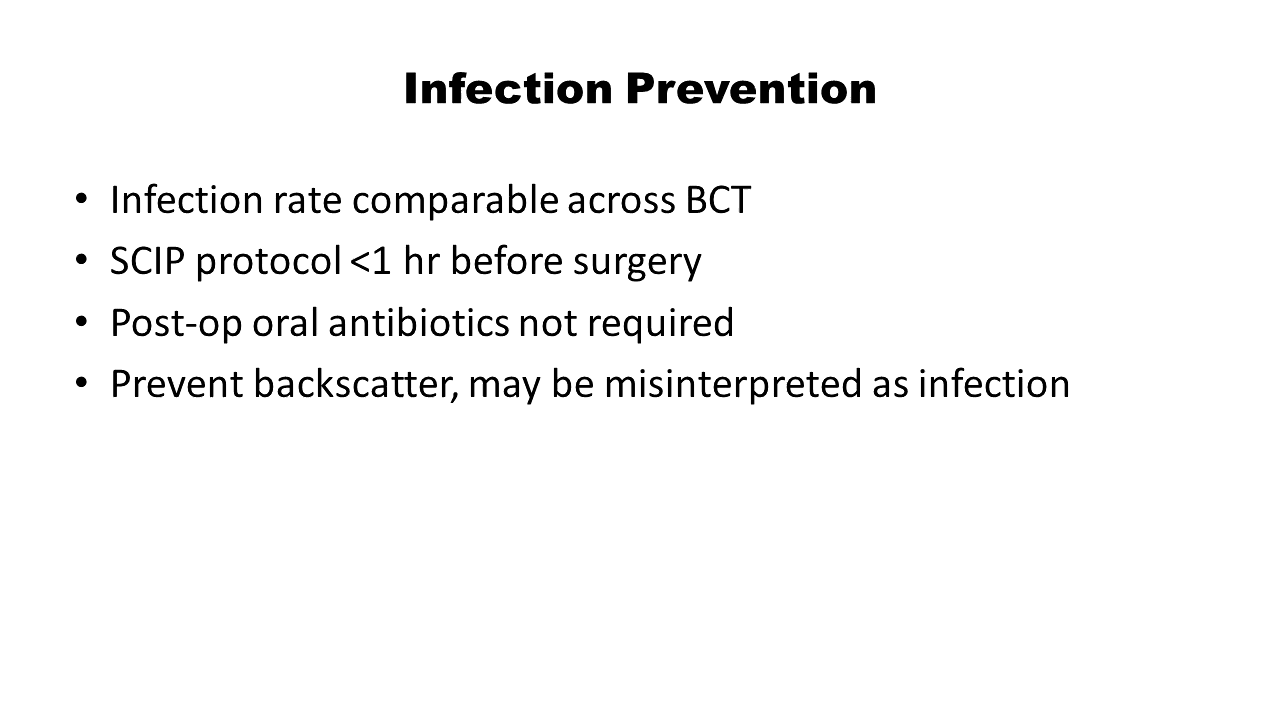 Infection Prevention
• Infection rate comparable across BCT
• SCIP protocol <1 hr before surgery
• Post-op oral antibiotics not required
• Prevent backscatter, may be misinterpreted as infection